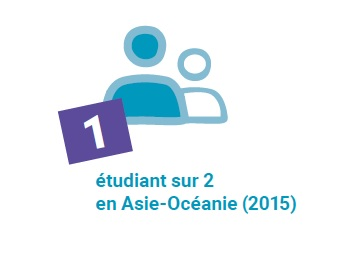 1
étudiant sur 2
en Asie-Océanie (2015)